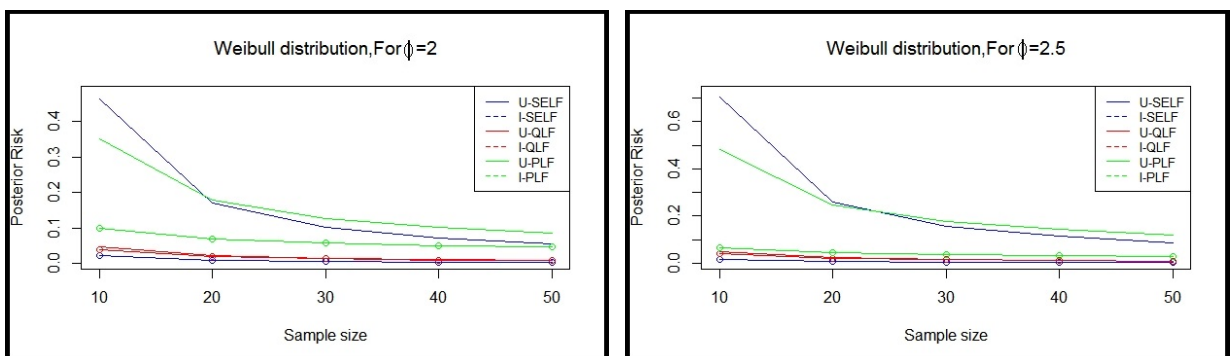 Weibull distribution,For ϕ=2
Posterior Risk
0.4
0.3
0.2
0.1
0.0
U-SELF
I-SELF
U-QLF
I-QLF
U-PLF
I-PLF
10 20 30 40 50
Sample size
Weibull distribution,For ϕ=2.5
Posterior Risk
0.6
0.4
0.2
0.0
U-SELF
I-SELF
U-QLF
I-QLF
U-PLF
I-PLF
10 20 30 40 50
Sample size